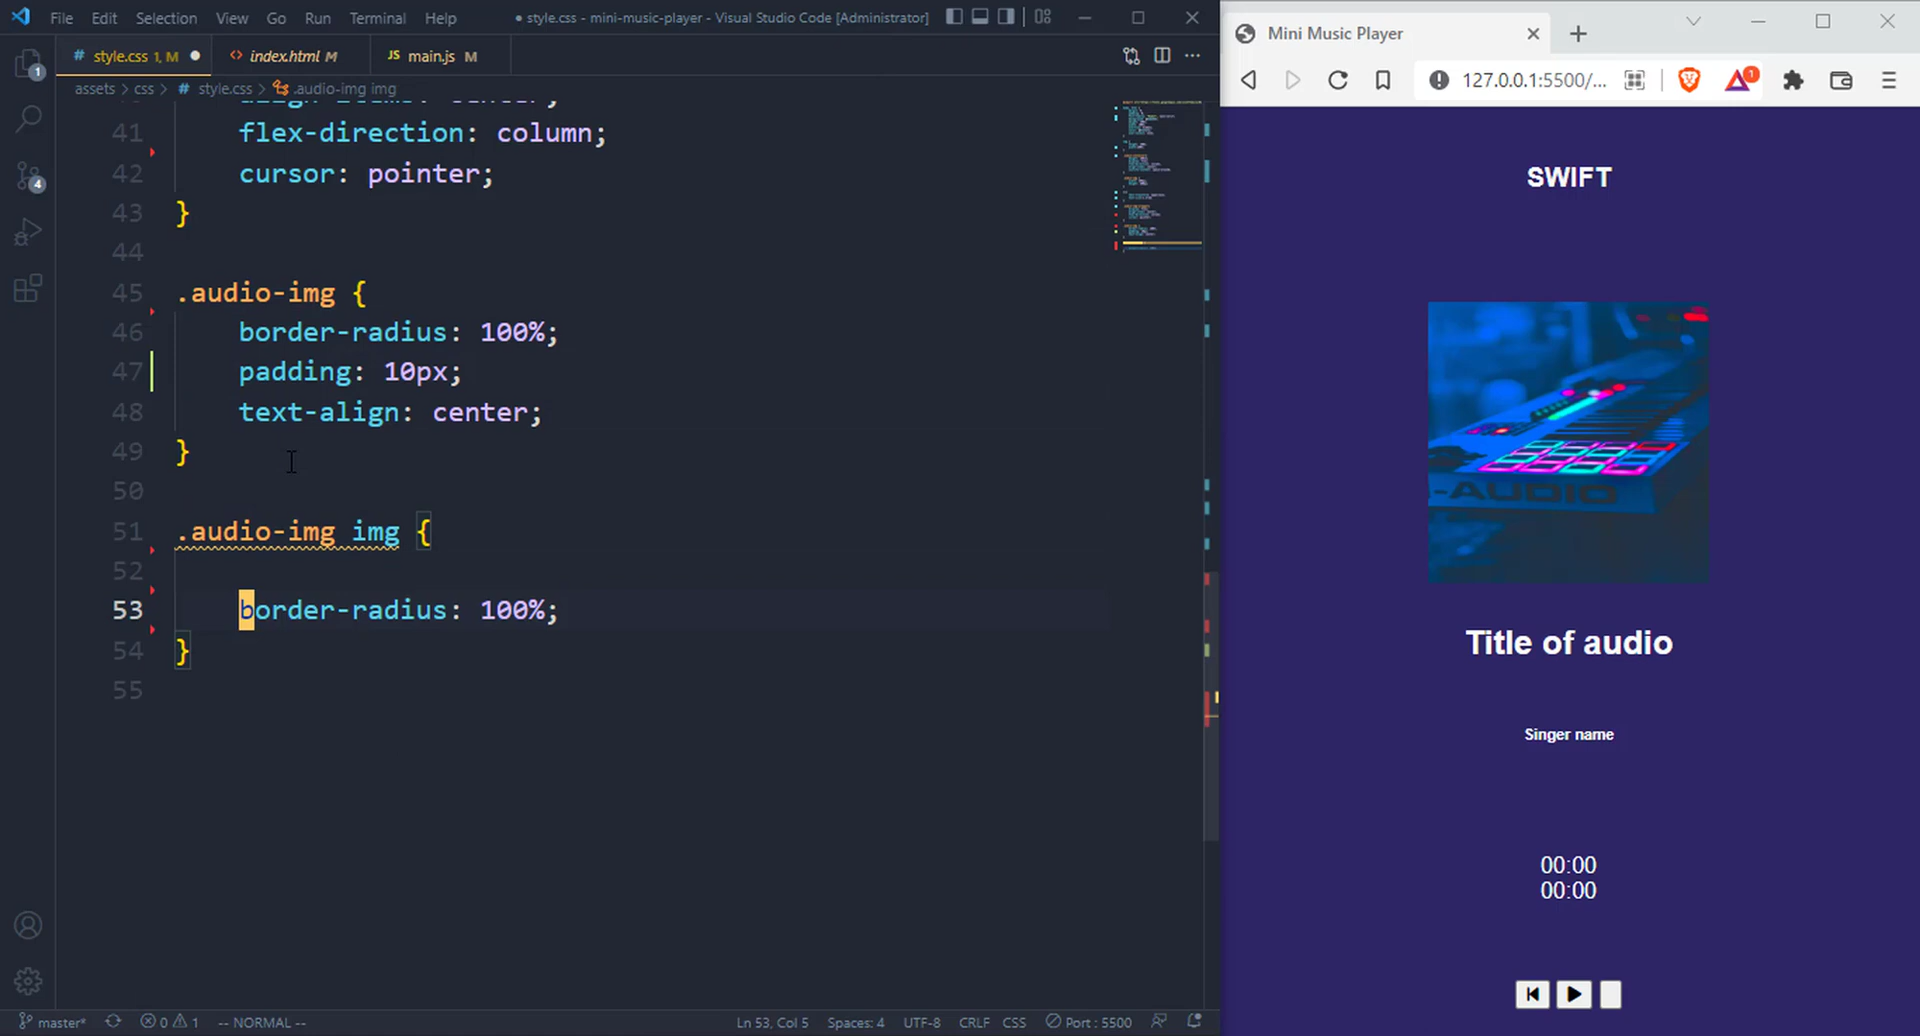 File Edit Selection View Go Run Terminal Help
● style.css - mini-music-player - Visual Studio Code [Administrator]
# style.css 1, M ●
<> index.html M
JS main.js M
assets > css > # style.css > .audio-img img
41 flex-direction: column;
42 cursor: pointer;
43 }
44
45 .audio-img {
46 border-radius: 100%;
47 padding: 10px;
48 text-align: center;
49 }
50
51 .audio-img img {
52
53 border-radius: 100%;
54 }
55
1
4
master* 0 1 -- NORMAL --
Ln 53, Col 5 Spaces: 4 UTF-8 CRLF CSS Port : 5500
Mini Music Player
127.0.0.1:5500/...
1
SWIFT
-AUDIO
Title of audio
Singer name
00:00
00:00